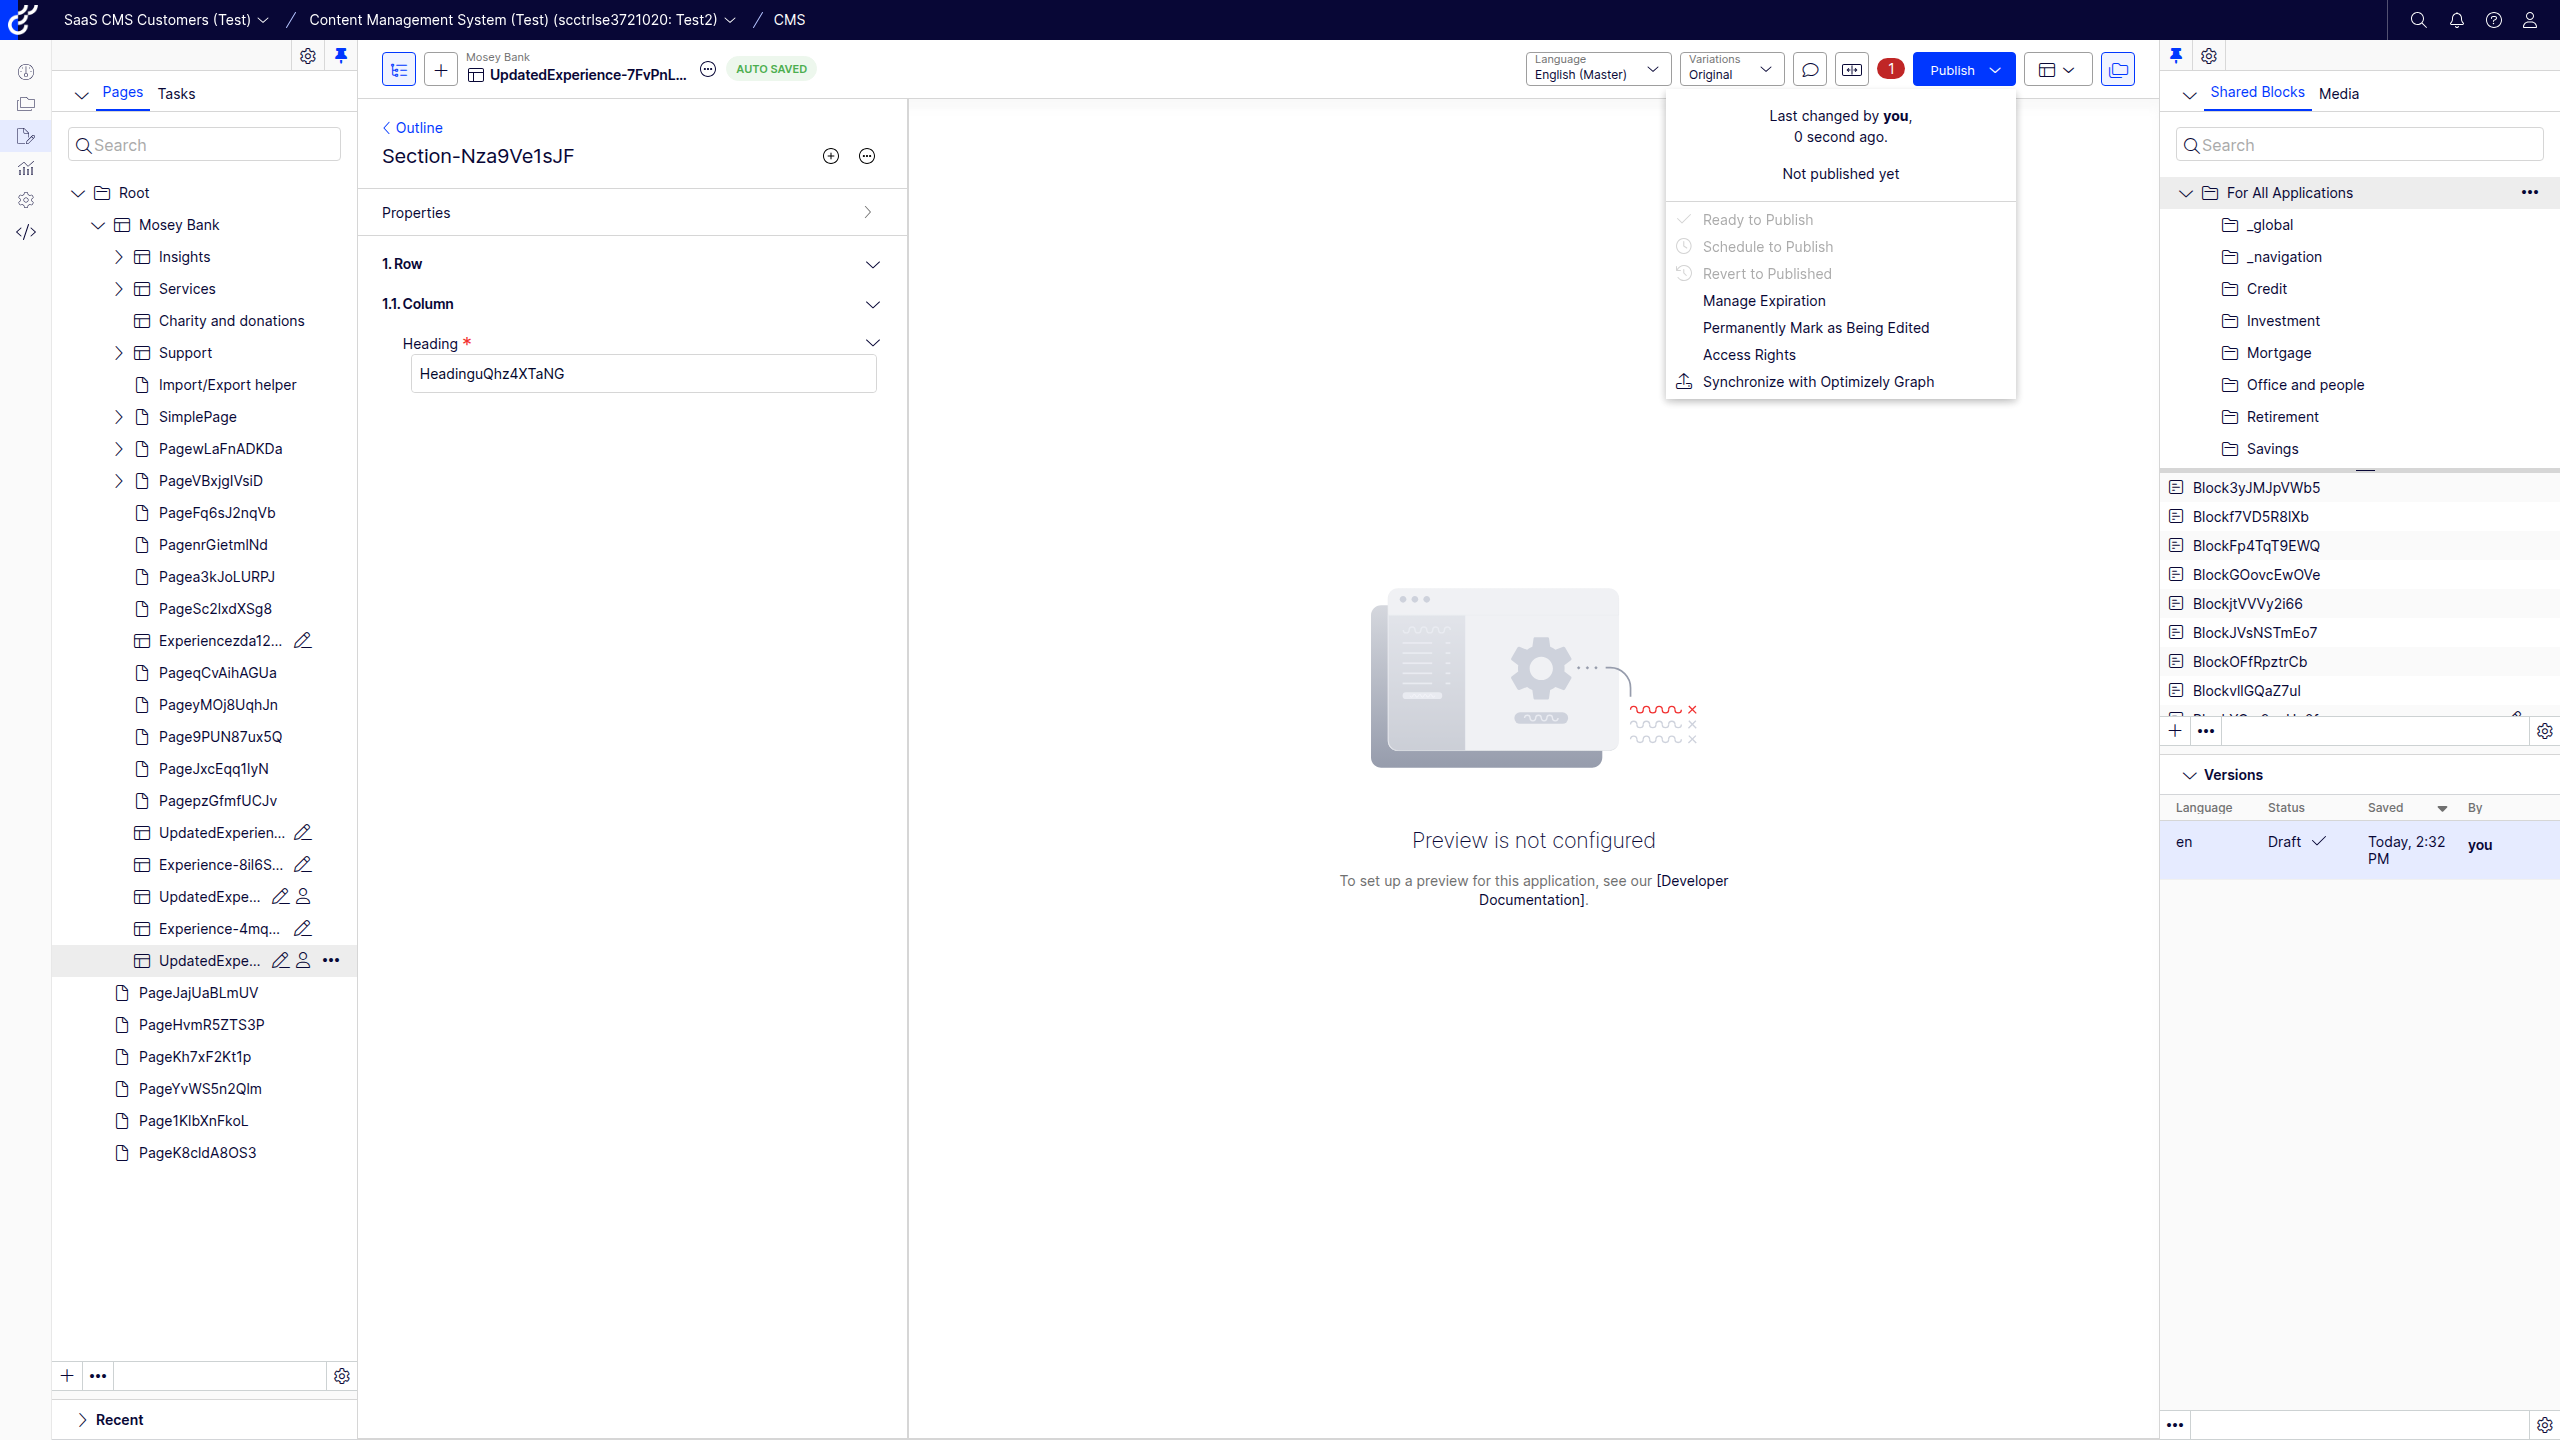 SaaS CMS Customers (Test)
Content Management System (Test) (scctrlse3721020: Test2)
CMS
Pages
Tasks
Search
Root
Mosey Bank
Insights
Services
Charity and donations
Support
Import/Export helper
SimplePage
PagewLaFnADKDa
PageVBxjglVsiD
PageFq6sJ2nqVb
PagenrGietmlNd
Pagea3kJoLURPJ
PageSc2lxdXSg8
Experiencezda12...
PageqCvAihAGUa
PageyMOj8UqhJn
Page9PUN87ux5Q
PageJxcEqq1lyN
PagepzGfmfUCJv
UpdatedExperien...
Experience-8il6S...
UpdatedExpe...
Experience-4mq...
UpdatedExpe...
PageJajUaBLmUV
PageHvmR5ZTS3P
PageKh7xF2Kt1p
PageYvWS5n2Qlm
Page1KlbXnFkoL
PageK8cldA8OS3
Recent
Mosey Bank
UpdatedExperience-7FvPnL...
AUTO SAVED
Language
English (Master)
Variations
Original
1
Publish
Outline
Section-Nza9Ve1sJF
Properties
1. Row
1.1. Column
Heading *
HeadinguQhz4XTaNG
Last changed by you,
0 second ago.
Not published yet
Ready to Publish
Schedule to Publish
Revert to Published
Manage Expiration
Permanently Mark as Being Edited
Access Rights
Synchronize with Optimizely Graph
Preview is not configured
To set up a preview for this application, see our [Developer
Documentation].
Shared Blocks
Media
Search
For All Applications
_global
_navigation
Credit
Investment
Mortgage
Office and people
Retirement
Savings
Block3yJMJpVWb5
Blockf7VD5R8lXb
BlockFp4TqT9EWQ
BlockGOovcEwOVe
BlockjtVVVy2i66
BlockJVsNSTmEo7
BlockOFfRpztrCb
BlockvllGQaZ7ul
Versions
Language
Status
Saved
By
en
Draft
Today, 2:32
PM
you